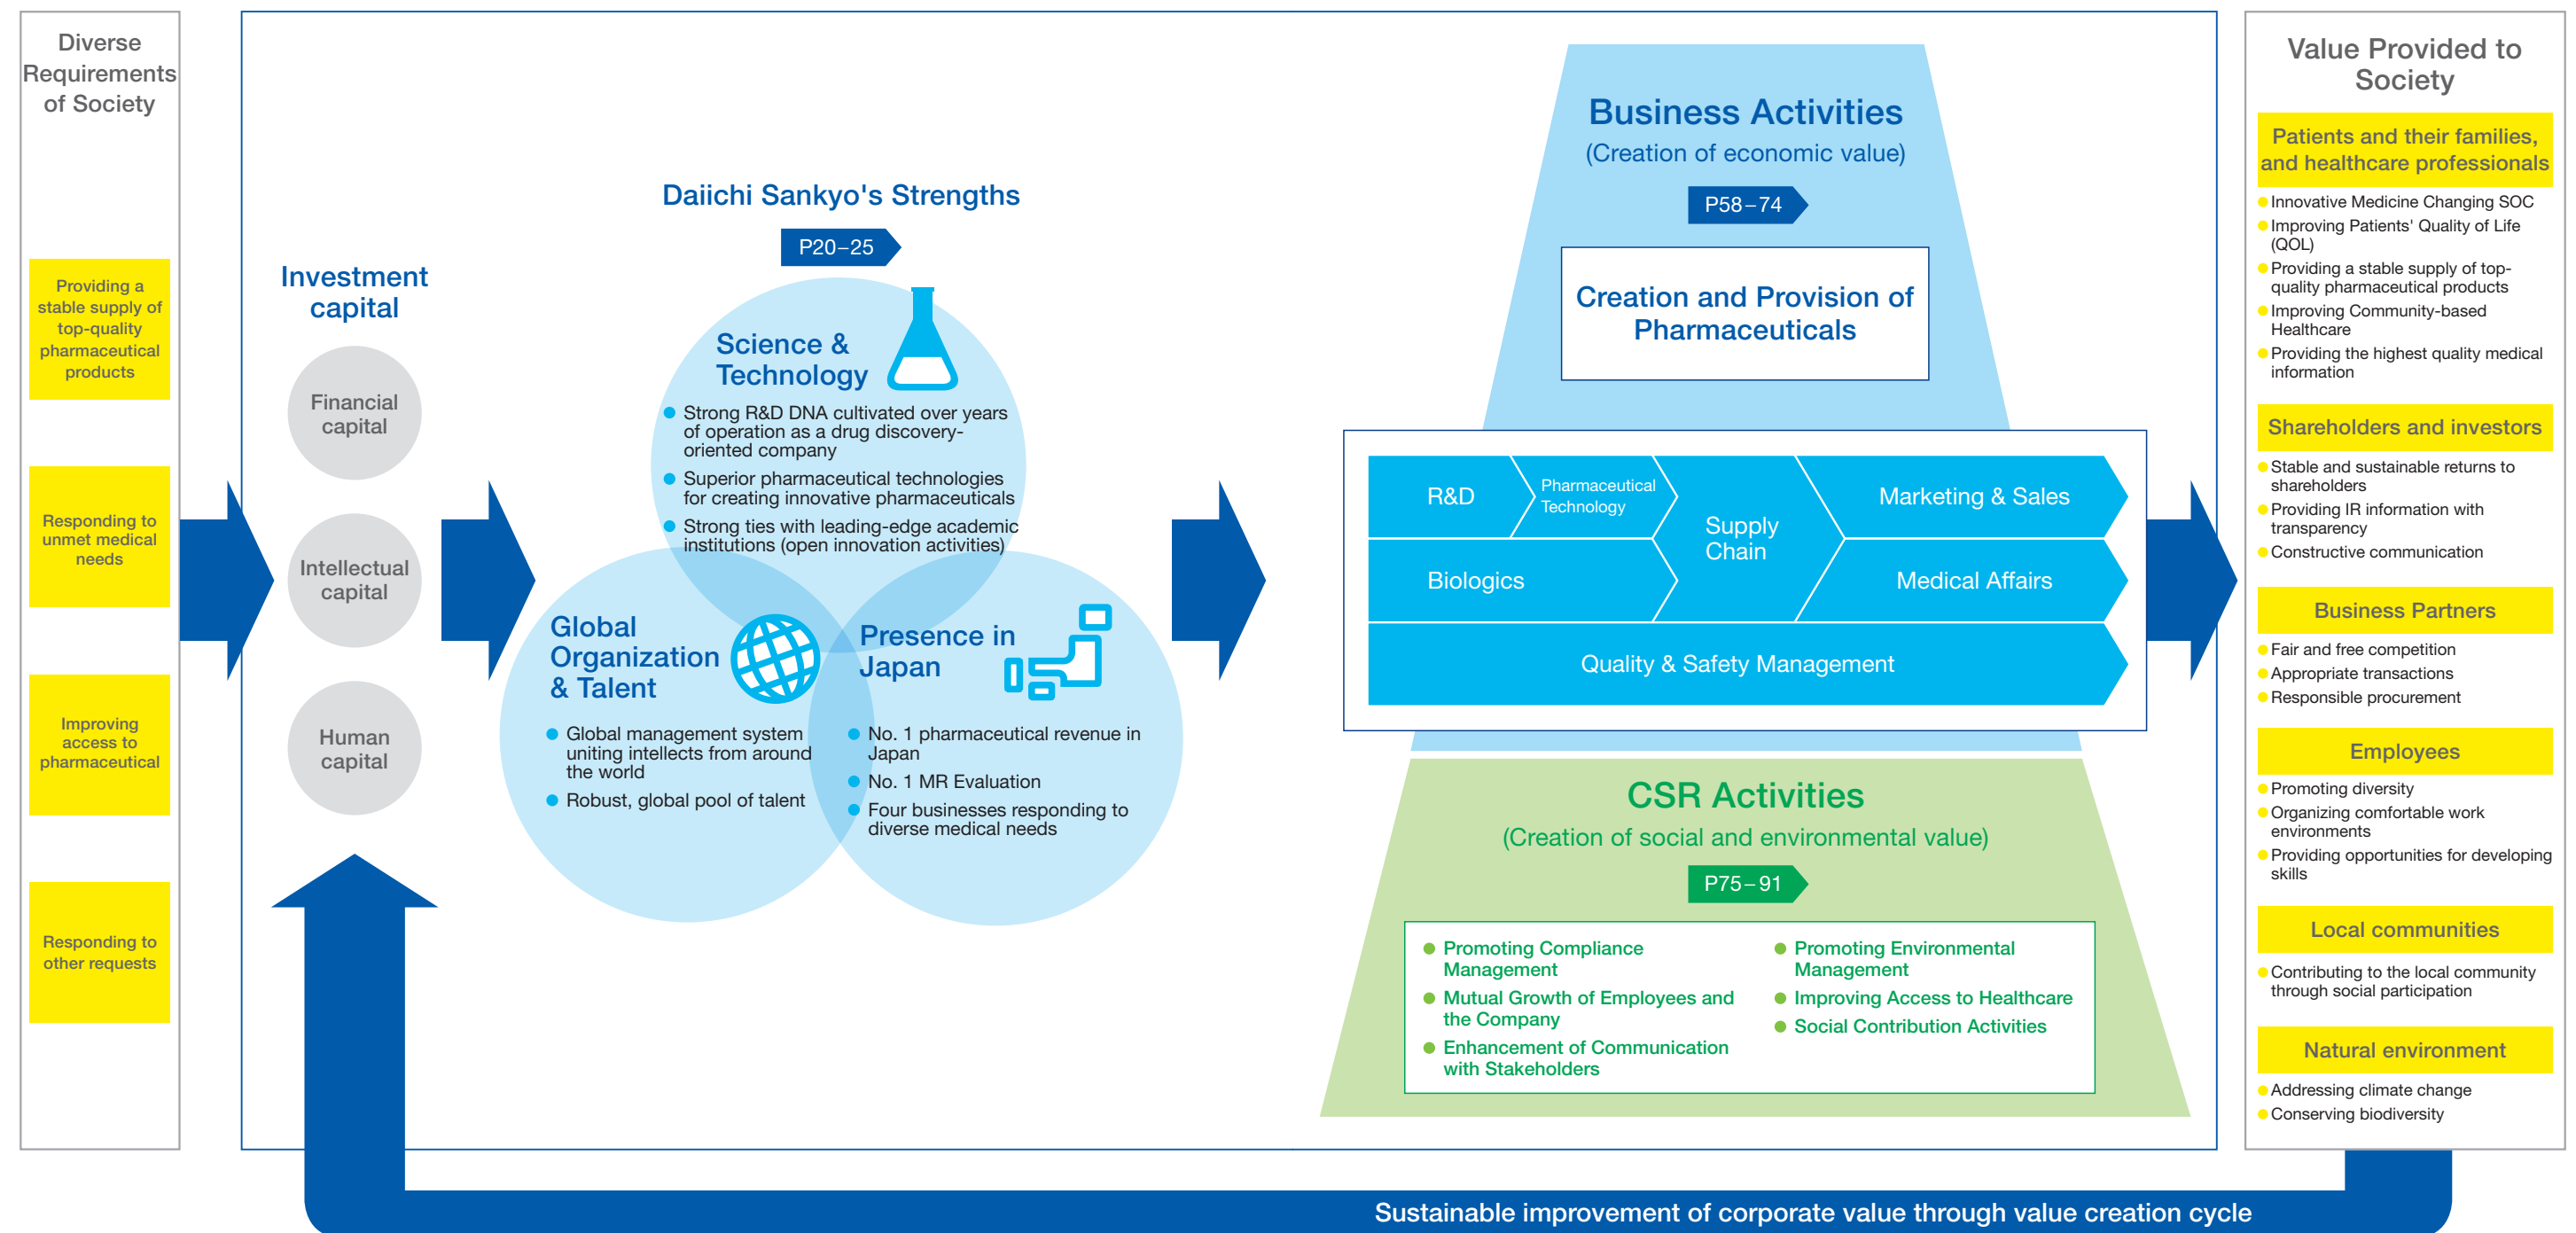 Diverse
Requirements
of Society
Providing a
stable supply of
top-quality
pharmaceutical
products
Responding to
unmet medical
needs
Improving
access to
pharmaceutical
Responding to
other requests
Investment
capital
Financial
capital
Intellectual
capital
Human
capital
Daiichi Sankyo's Strengths
P20–25
Science &
Technology
Strong R&D DNA cultivated over years
of operation as a drug discovery-
oriented company
Superior pharmaceutical technologies
for creating innovative pharmaceuticals
Strong ties with leading-edge academic
institutions (open innovation activities)
Global
Organization
& Talent
Global management system
uniting intellects from around
the world
Robust, global pool of talent
Presence in
Japan
No. 1 pharmaceutical revenue in
Japan
No. 1 MR Evaluation
Four businesses responding to
diverse medical needs
Business Activities
(Creation of economic value)
P58–74
Creation and Provision of
Pharmaceuticals
R&D
Pharmaceutical
Technology
Supply
Chain
Marketing & Sales
Biologics
Medical Affairs
Quality & Safety Management
CSR Activities
(Creation of social and environmental value)
P75–91
Promoting Compliance
Management
Mutual Growth of Employees and
the Company
Enhancement of Communication
with Stakeholders
Promoting Environmental
Management
Improving Access to Healthcare
Social Contribution Activities
Value Provided to
Society
Patients and their families,
and healthcare professionals
Innovative Medicine Changing SOC
Improving Patients' Quality of Life
(QOL)
Providing a stable supply of top-
quality pharmaceutical products
Improving Community-based
Healthcare
Providing the highest quality medical
information
Shareholders and investors
Stable and sustainable returns to
shareholders
Providing IR information with
transparency
Constructive communication
Business Partners
Fair and free competition
Appropriate transactions
Responsible procurement
Employees
Promoting diversity
Organizing comfortable work
environments
Providing opportunities for developing
skills
Local communities
Contributing to the local community
through social participation
Natural environment
Addressing climate change
Conserving biodiversity
Sustainable improvement of corporate value through value creation cycle